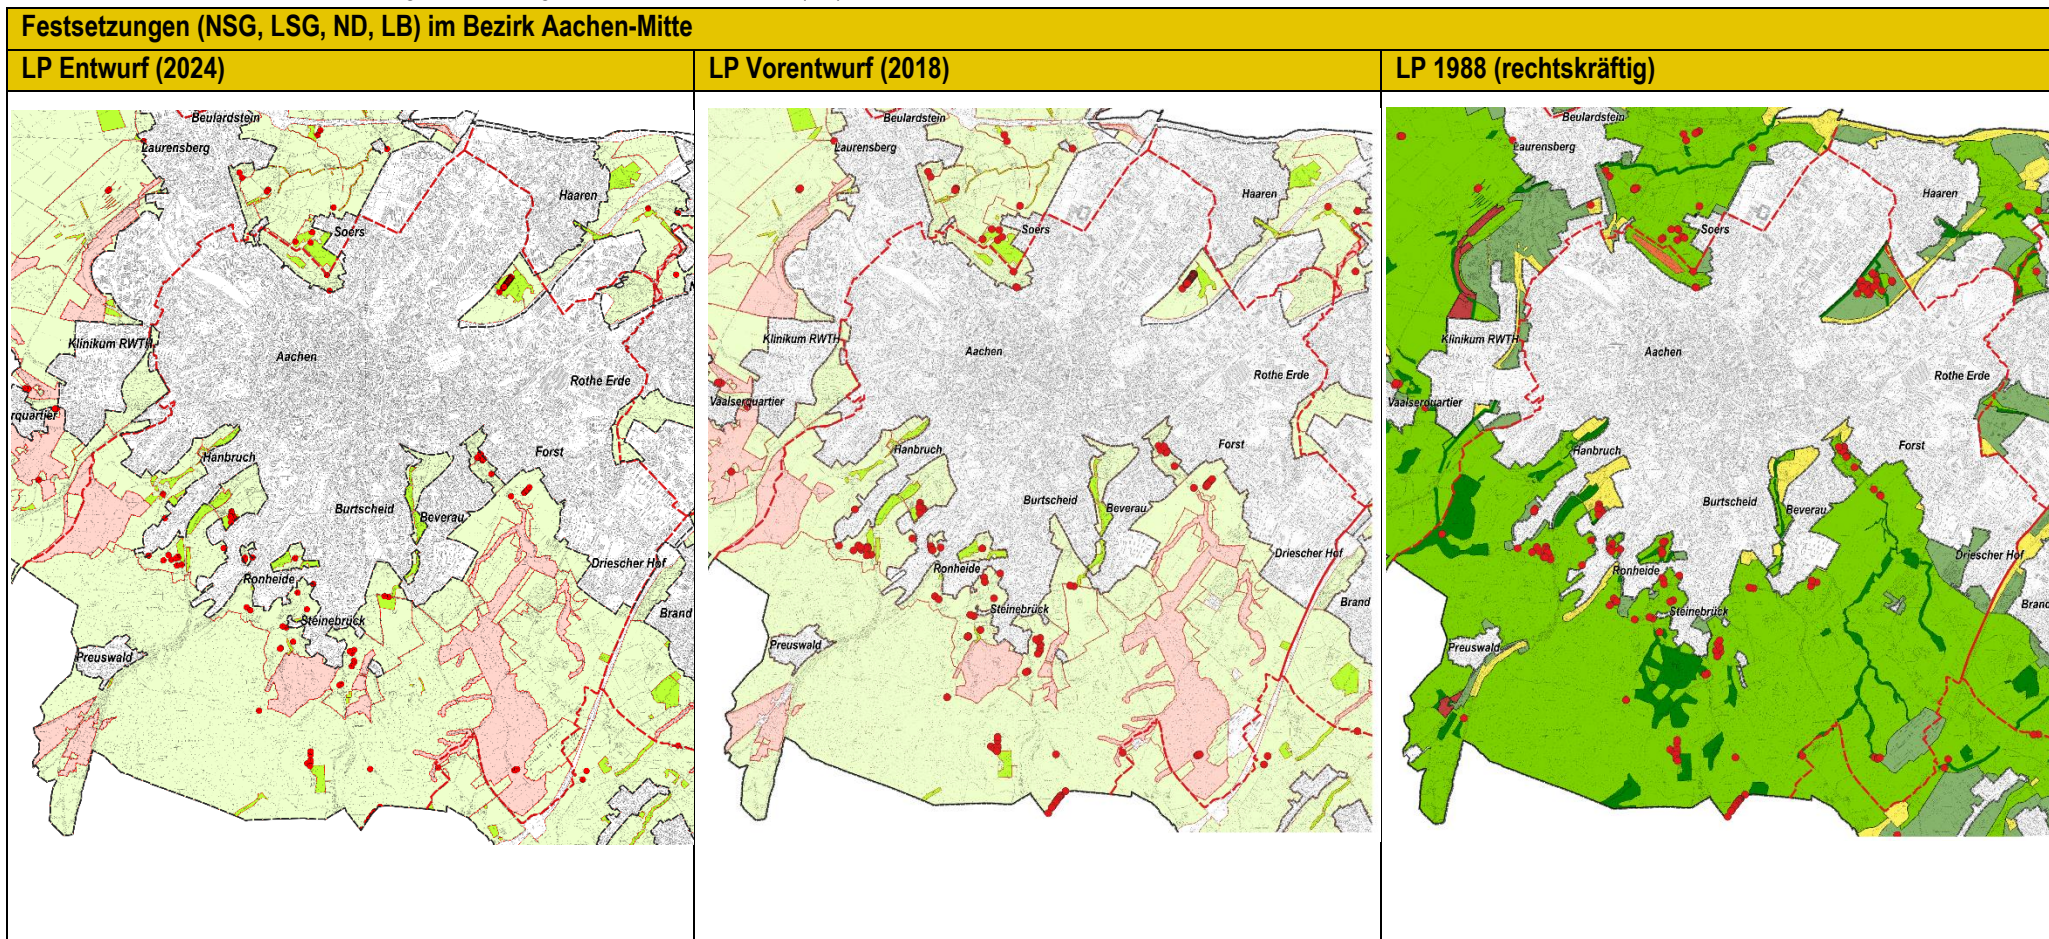 Festsetzungen (NSG, LSG, ND, LB) im Bezirk Aachen-Mitte
LP Entwurf (2024)
LP Vorentwurf (2018)
LP 1988 (rechtskräftig)
Beulardstein
Laurensberg
Haaren
Soers
Klinikum RWTH
Aachen
Rothe Erde
rquartier
Hanbruch
Forst
Burtscheid
Beverau
Driescher Hof
Ronheide
Brand
Steinebrück
Preuswald
Beulardstein
Laurensberg
Haaren
Soers
Klinikum RWTH
Aachen
Rothe Erde
Vaalserquartier
Hanbruch
Forst
Burtscheid
Beverau
Driescher Hof
Ronheide
Brand
Steinebrück
Preuswald
Beulardstein
Laurensberg
Haaren
Soers
Klinikum RWTH
Aachen
Rothe Erde
Vaalserquartier
Hanbruch
Forst
Burtscheid
Beverau
Driescher Hof
Ronheide
Brand
Steinebrück
Preuswald